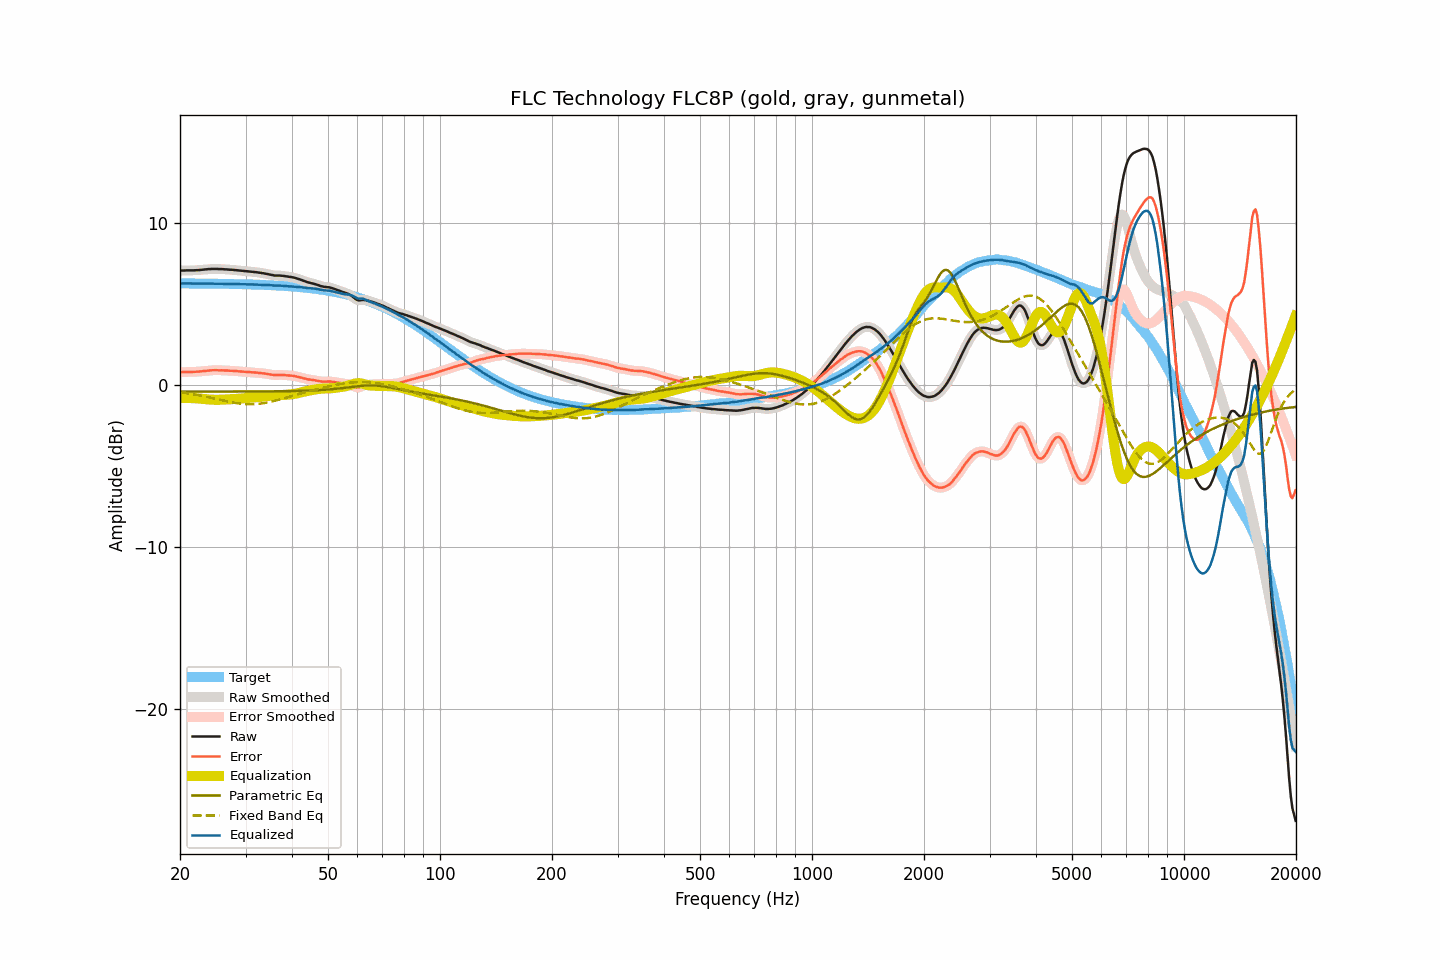 FLC Technology FLC8P (gold, gray, gunmetal)
10
0
−10
−20
Amplitude (dBr)
Target
Raw Smoothed
Error Smoothed
Raw
Error
Equalization
Parametric Eq
Fixed Band Eq
Equalized
20 50 100 200 500 1000 2000 5000 10000 20000
Frequency (Hz)